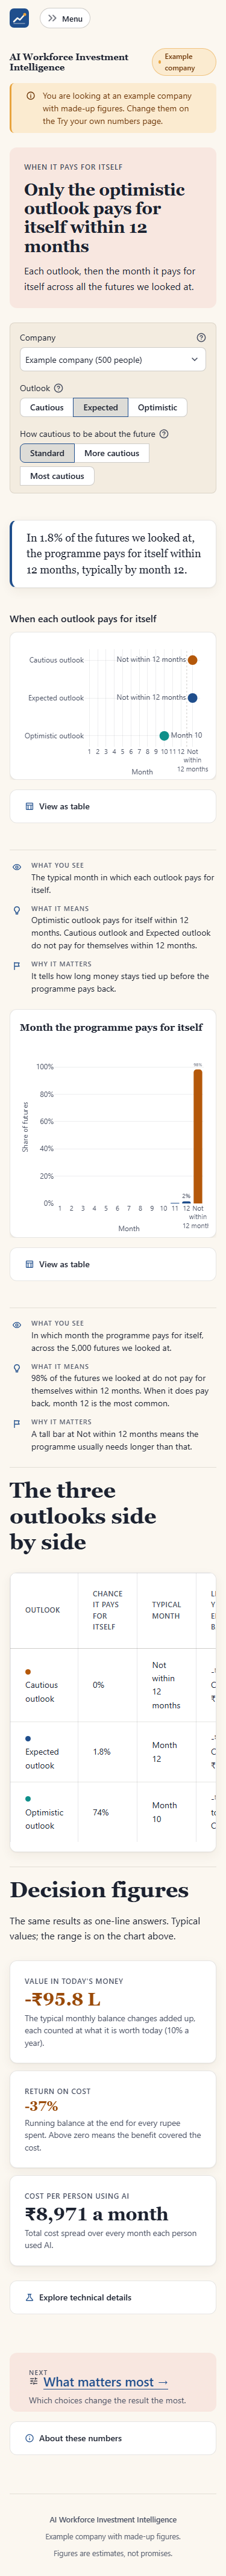 Menu
AI Workforce Investment
Intelligence
Example
company
You are looking at an example company
with made-up figures. Change them on
the Try your own numbers page.
WHEN IT PAYS FOR ITSELF
Only the optimistic
outlook pays for
itself within 12
months
Each outlook, then the month it pays for
itself across all the futures we looked at.
Company
Example company (500 people)
Outlook
Cautious
Expected
Optimistic
How cautious to be about the future
Standard
More cautious
Most cautious
In 1.8% of the futures we looked at,
the programme pays for itself within
12 months, typically by month 12.
When each outlook pays for itself
Cautious outlook
Not within 12 months
Expected outlook
Not within 12 months
Optimistic outlook
Month 10
1 2 3 4 5 6 7 8 9 10 11 12 Not
within
12 months
Month
View as table
WHAT YOU SEE
The typical month in which each outlook pays for
itself.
WHAT IT MEANS
Optimistic outlook pays for itself within 12
months. Cautious outlook and Expected outlook
do not pay for themselves within 12 months.
WHY IT MATTERS
It tells how long money stays tied up before the
programme pays back.
Month the programme pays for itself
98%
100%
80%
60%
40%
20%
2%
0%
Share of futures
1 2 3 4 5 6 7 8 9 10 11 12 Not
within
12 mont
Month
View as table
WHAT YOU SEE
In which month the programme pays for itself,
across the 5,000 futures we looked at.
WHAT IT MEANS
98% of the futures we looked at do not pay for
themselves within 12 months. When it does pay
back, month 12 is the most common.
WHY IT MATTERS
A tall bar at Not within 12 months means the
programme usually needs longer than that.
The three
outlooks side
by side
OUTLOOK
CHANCE
IT PAYS
FOR
ITSELF
TYPICAL
MONTH
Cautious
outlook
0%
Not
within
12
months
Expected
outlook
1.8%
Month
12
Optimistic
outlook
74%
Month
10
Decision figures
The same results as one-line answers. Typical
values; the range is on the chart above.
VALUE IN TODAY'S MONEY
-₹95.8 L
The typical monthly balance changes added up,
each counted at what it is worth today (10% a
year).
RETURN ON COST
-37%
Running balance at the end for every rupee
spent. Above zero means the benefit covered the
cost.
COST PER PERSON USING AI
₹8,971 a month
Total cost spread over every month each person
used AI.
Explore technical details
NEXT
What matters most →
Which choices change the result the most.
About these numbers
AI Workforce Investment Intelligence
Example company with made-up figures.
Figures are estimates, not promises.